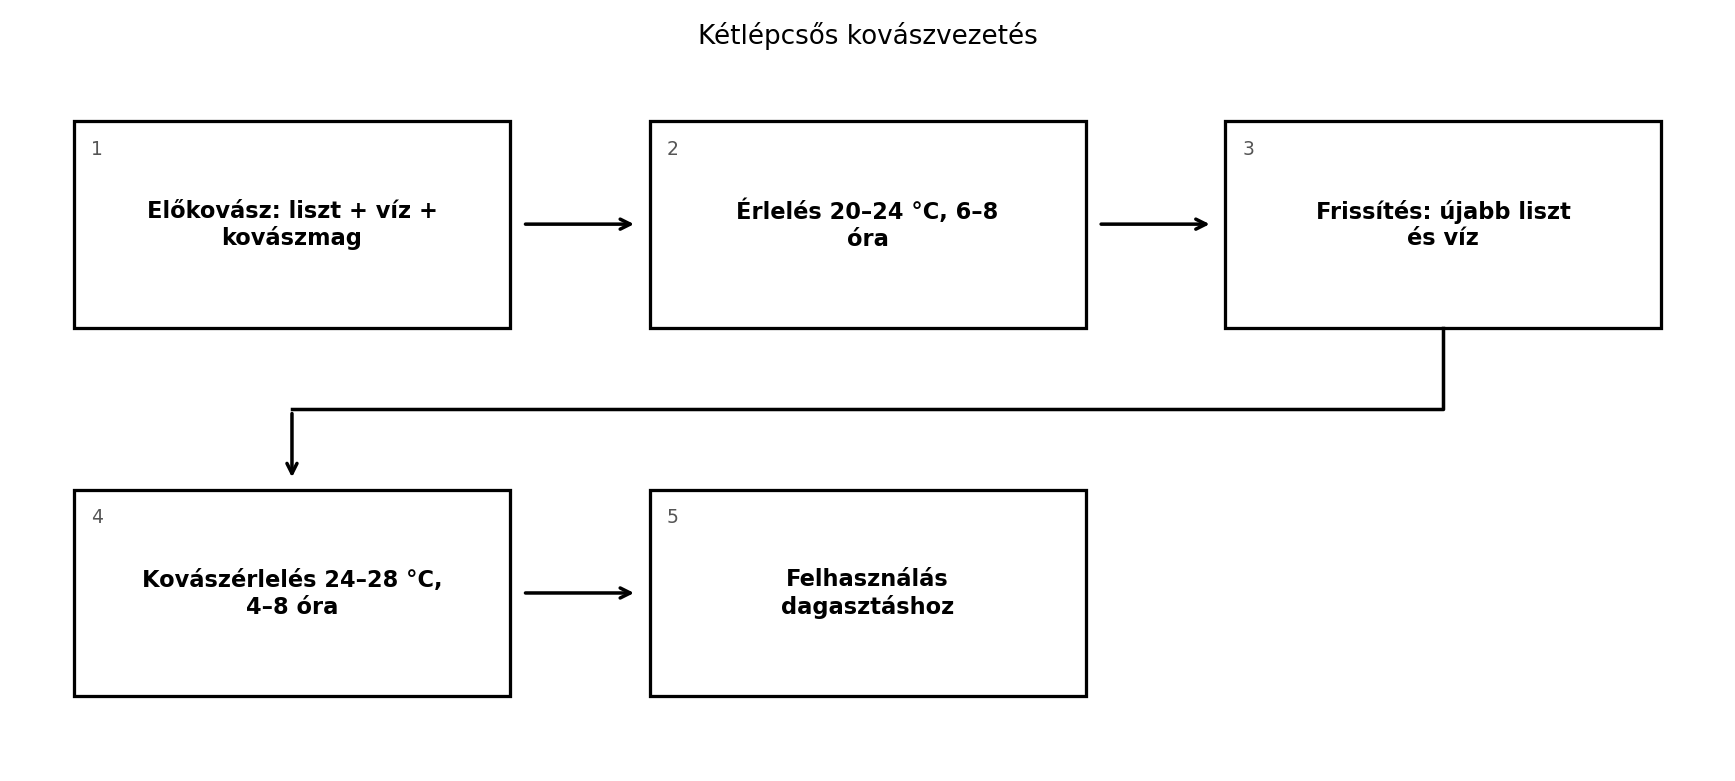 Kétlépcsős kovászvezetés
1
Előkovász: liszt + víz +
kovászmag
2
Érlelés 20–24 °C, 6–8
óra
3
Frissítés: újabb liszt
és víz
4
Kovászérlelés 24–28 °C,
4–8 óra
5
Felhasználás
dagasztáshoz